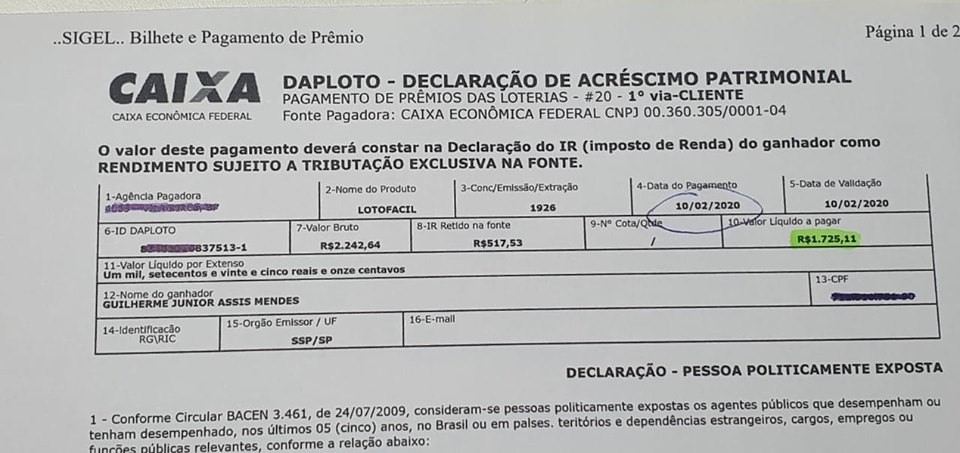 ..SIGEL.. Bilhete e Pagamento de Prêmio
Página 1 de 2
CAIXA
CAIXA ECONÔMICA FEDERAL
DAPLOTO - DECLARAÇÃO DE ACRÉSCIMO PATRIMONIAL
PAGAMENTO DE PRÊMIOS DAS LOTERIAS - #20 - 1º via-CLIENTE
Fonte Pagadora: CAIXA ECONÔMICA FEDERAL CNPJ 00.360.305/0001-04
O valor deste pagamento deverá constar na Declaração do IR (imposto de Renda) do ganhador como
RENDIMENTO SUJEITO A TRIBUTAÇÃO EXCLUSIVA NA FONTE.
1-Agência Pagadora
2-Nome do Produto
LOTOFACIL
3-Conc/Emissão/Extração
1926
4-Data do Pagamento
10/02/2020
5-Data de Validação
10/02/2020
6-ID DAPLOTO
837513-1
7-Valor Bruto
R$2.242,64
8-IR Retido na fonte
R$517,53
9-Nº Cota/Qtde
/
10-Valor Líquido a pagar
R$1.725,11
11-Valor Líquido por Extenso
Um mil, setecentos e vinte e cinco reais e onze centavos
12-Nome do ganhador
GUILHERME JUNIOR ASSIS MENDES
13-CPF
14-Identificação
RG\RIC
15-Orgão Emissor / UF
SSP/SP
16-E-mail
DECLARAÇÃO - PESSOA POLITICAMENTE EXPOSTA
1 - Conforme Circular BACEN 3.461, de 24/07/2009, consideram-se pessoas politicamente expostas os agentes públicos que desempenham ou
tenham desempenhado, nos últimos 05 (cinco) anos, no Brasil ou em países. teritórios e dependências estrangeiros, cargos, empregos ou
funções públicas relevantes, conforme a relação abaixo: